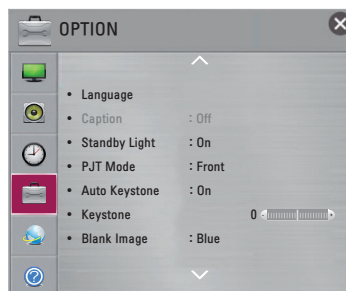 OPTION
• Language
• Caption : Off
• Standby Light : On
• PJT Mode : Front
• Auto Keystone : On
• Keystone 0
• Blank Image : Blue